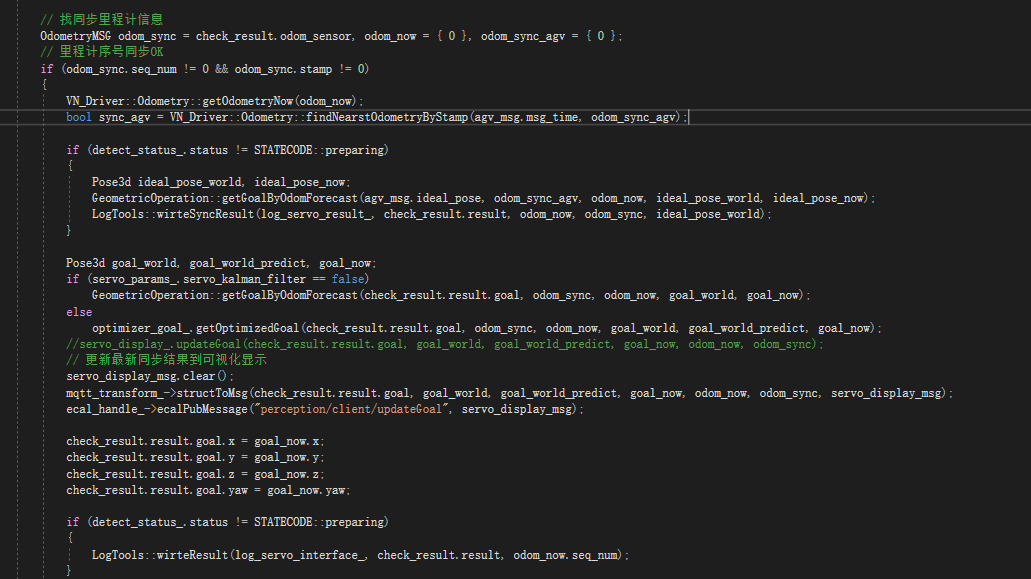 // 找同步里程计信息
OdometryMSG odom_sync = check_result.odom_sensor, odom_now = { 0 }, odom_sync_agv = { 0 };
// 里程计序号同步OK
if (odom_sync.seq_num != 0 && odom_sync.stamp != 0)
{
VN_Driver::Odometry::getOdometryNow(odom_now);
bool sync_agv = VN_Driver::Odometry::findNearstOdometryByStamp(agv_msg.msg_time, odom_sync_agv);
if (detect_status_.status != STATECODE::preparing)
{
Pose3d ideal_pose_world, ideal_pose_now;
GeometricOperation::getGoalByOdomForecast(agv_msg.ideal_pose, odom_sync_agv, odom_now, ideal_pose_world, ideal_pose_now);
LogTools::wirteSyncResult(log_servo_result_, check_result.result, odom_now, odom_sync, ideal_pose_world);
}
Pose3d goal_world, goal_world_predict, goal_now;
if (servo_params_.servo_kalman_filter == false)
GeometricOperation::getGoalByOdomForecast(check_result.result.goal, odom_sync, odom_now, goal_world, goal_now);
else
optimizer_goal_.getOptimizedGoal(check_result.result.goal, odom_sync, odom_now, goal_world, goal_world_predict, goal_now);
//servo_display_.updateGoal(check_result.result.goal, goal_world, goal_world_predict, goal_now, odom_now, odom_sync);
// 更新最新同步结果到可视化显示
servo_display_msg.clear();
mqtt_transform_->structToMsg(check_result.result.goal, goal_world, goal_world_predict, goal_now, odom_now, odom_sync, servo_display_msg);
ecal_handle_->ecalPubMessage("perception/client/updateGoal", servo_display_msg);
check_result.result.goal.x = goal_now.x;
check_result.result.goal.y = goal_now.y;
check_result.result.goal.z = goal_now.z;
check_result.result.goal.yaw = goal_now.yaw;
if (detect_status_.status != STATECODE::preparing)
{
LogTools::wirteResult(log_servo_interface_, check_result.result, odom_now.seq_num);
}